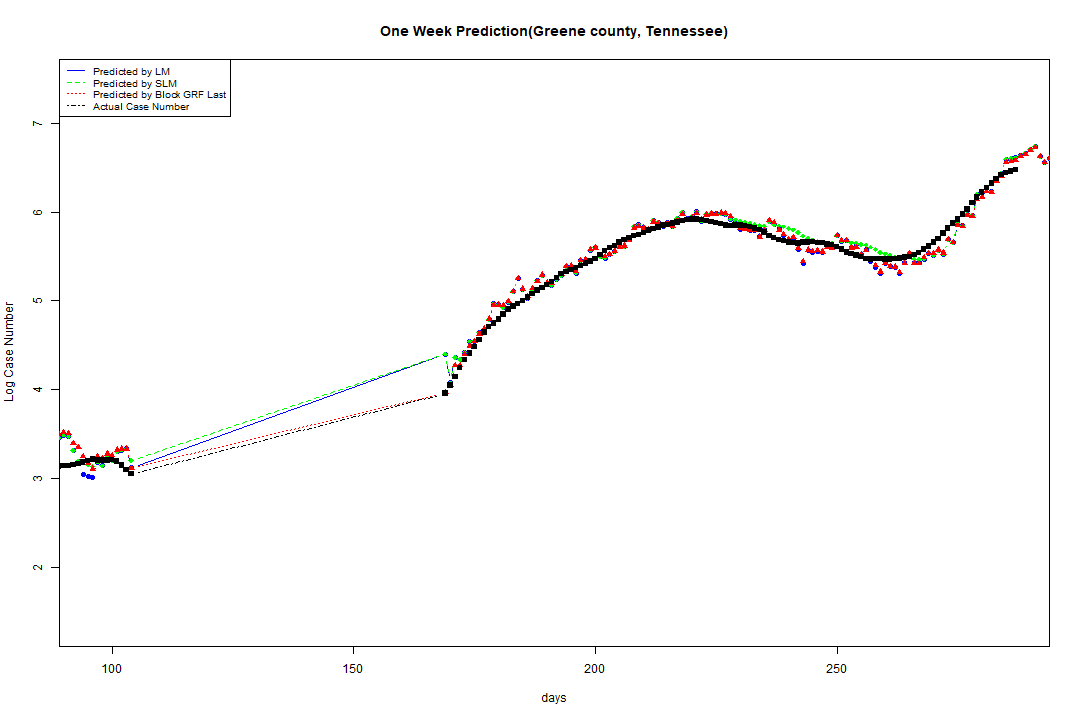 One Week Prediction(Greene county, Tennessee)
Predicted by LM
Predicted by SLM
Predicted by Block GRF Last
Actual Case Number
7
6
5
4
3
2
Log Case Number
100 150 200 250
days